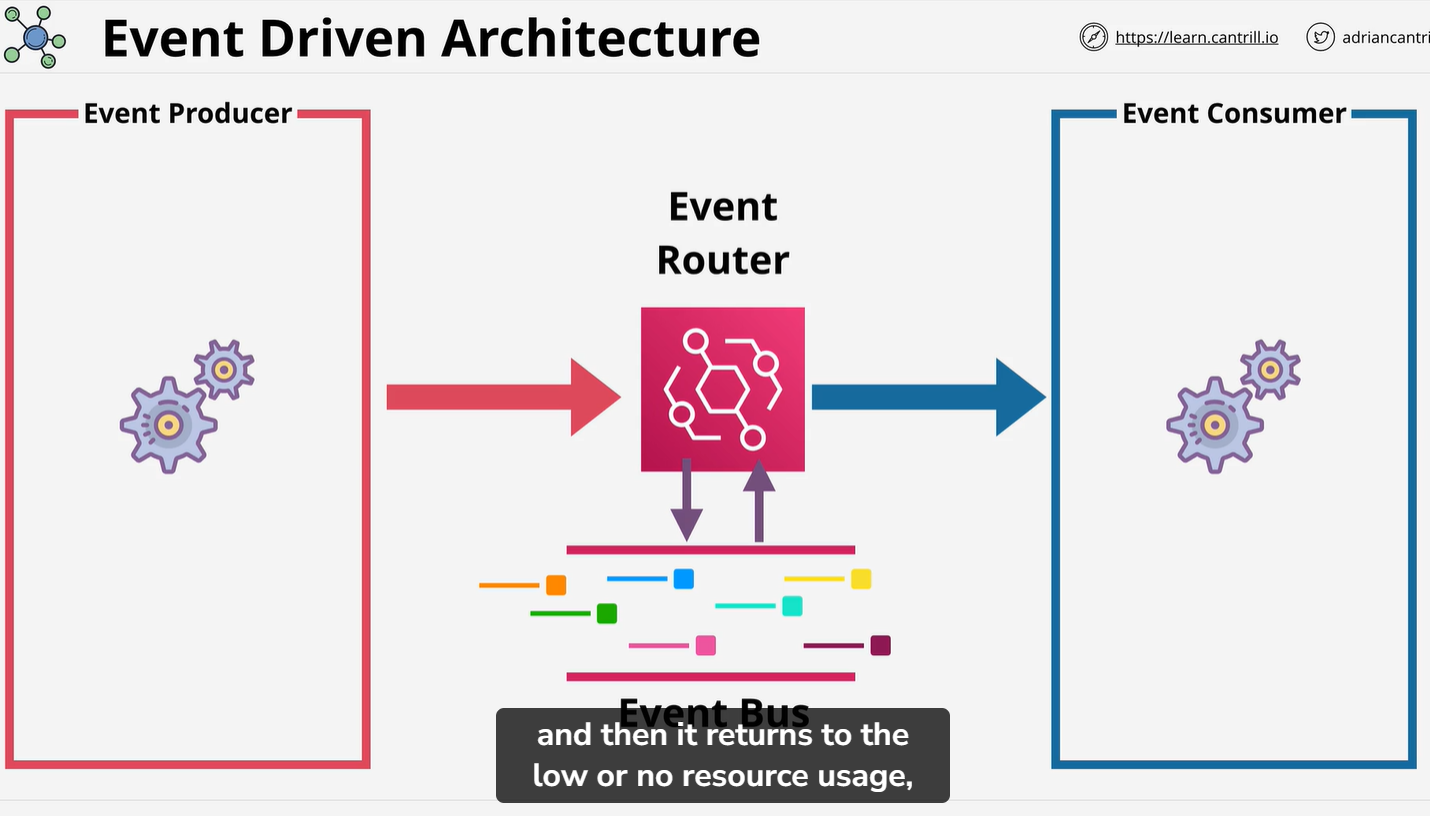 Event Driven Architecture
https://learn.cantrill.io
adriancantri
Event Producer
Event Consumer
Event
Router
Event Bus
and then it returns to the
low or no resource usage,